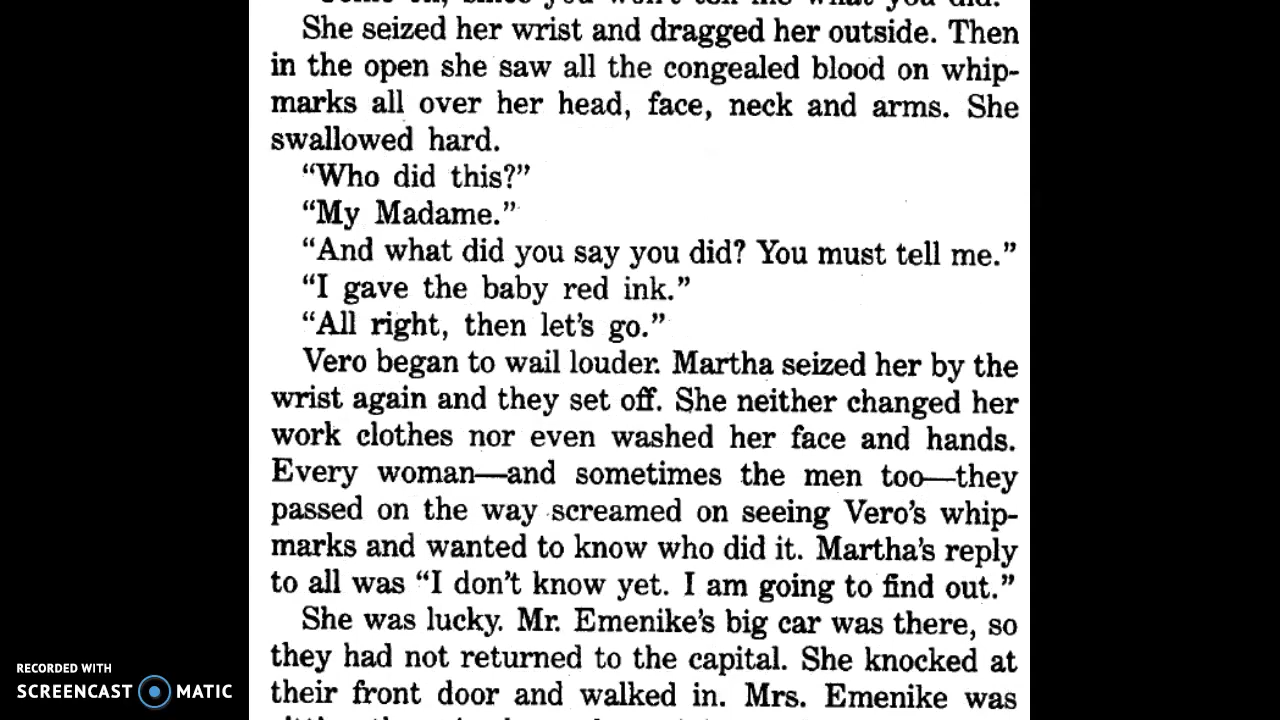 She seized her wrist and dragged her outside. Then
in the open she saw all the congealed blood on whip-
marks all over her head, face, neck and arms. She
swallowed hard.
“Who did this?”
“My Madame.”
“And what did you say you did? You must tell me.”
“I gave the baby red ink.”
“All right, then let’s go.”
Vero began to wail louder. Martha seized her by the
wrist again and they set off. She neither changed her
work clothes nor even washed her face and hands.
Every woman—and sometimes the men too—they
passed on the way screamed on seeing Vero’s whip-
marks and wanted to know who did it. Martha’s reply
to all was “I don’t know yet. I am going to find out.”
She was lucky. Mr. Emenike’s big car was there, so
they had not returned to the capital. She knocked at
their front door and walked in. Mrs. Emenike was
RECORDED WITH
SCREENCAST MATIC